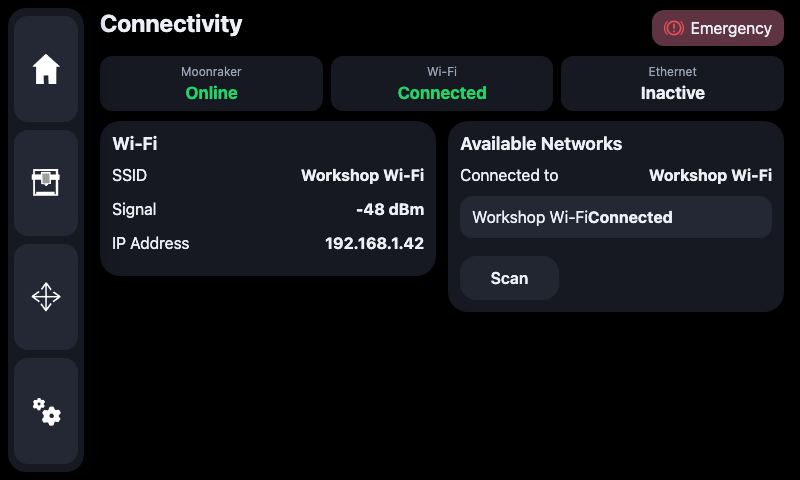 Connectivity
Emergency
Moonraker
Online
Wi-Fi
Connected
Ethernet
Inactive
Wi-Fi
SSID Workshop Wi-Fi
Signal -48 dBm
IP Address 192.168.1.42
Available Networks
Connected to Workshop Wi-Fi
Workshop Wi-FiConnected
Scan